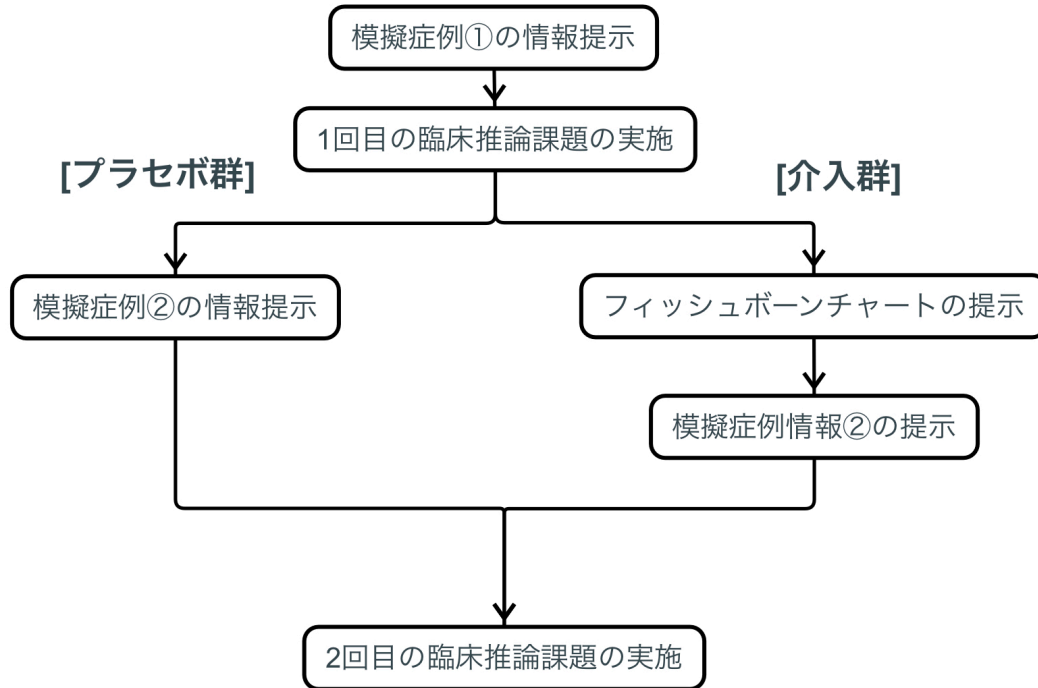 模擬症例①の情報提示
1回目の臨床推論課題の実施
[プラセボ群]
[介入群]
模擬症例②の情報提示
フィッシュボーンチャートの提示
模擬症例情報②の提示
2回目の臨床推論課題の実施